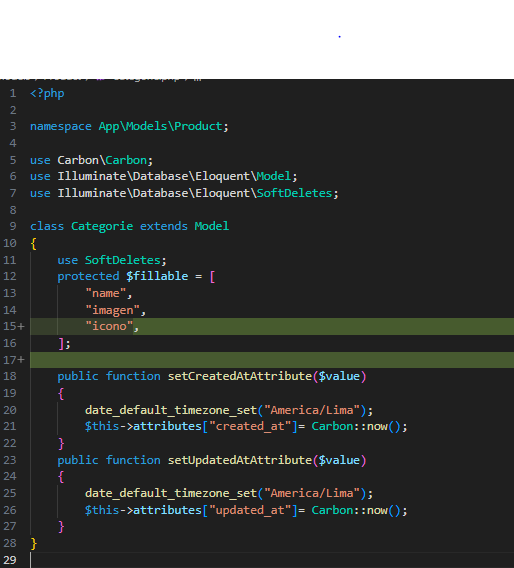 1 <?php
2
3 namespace App\Models\Product;
4
5 use Carbon\Carbon;
6 use Illuminate\Database\Eloquent\Model;
7 use Illuminate\Database\Eloquent\SoftDeletes;
8
9 class Categorie extends Model
10 {
11 use SoftDeletes;
12 protected $fillable = [
13 "name",
14 "imagen",
15+ "icono",
16 ];
17+
18 public function setCreatedAtAttribute($value)
19 {
20 date_default_timezone_set("America/Lima");
21 $this->attributes["created_at"]= Carbon::now();
22 }
23 public function setUpdatedAtAttribute($value)
24 {
25 date_default_timezone_set("America/Lima");
26 $this->attributes["updated_at"]= Carbon::now();
27 }
28 }
29